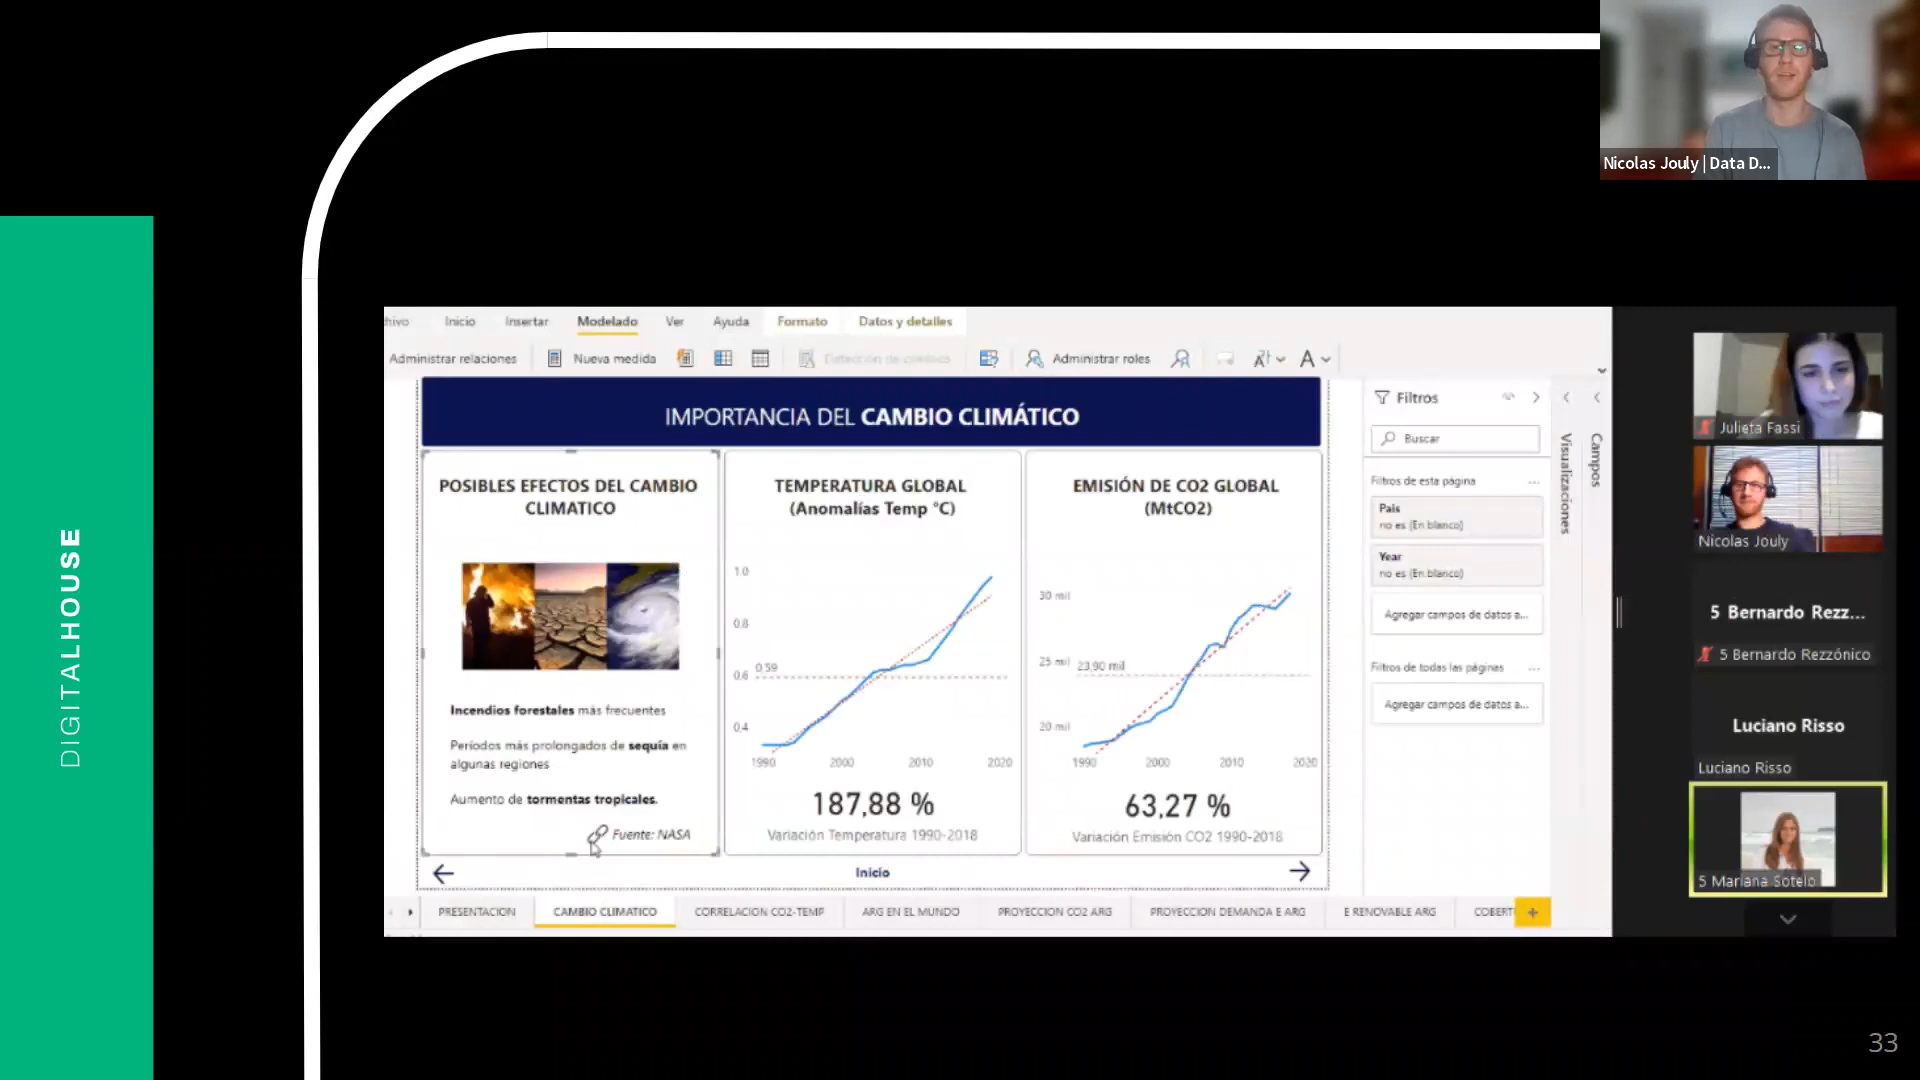 Nicolas Jouly | Data D...
DIGITALHOUSE
Inicio
Insertar
Modelado
Ver
Ayuda
Formato
Datos y detalles
Administrar relaciones
Nueva medida
Administrar roles
IMPORTANCIA DEL CAMBIO CLIMÁTICO
POSIBLES EFECTOS DEL CAMBIO
CLIMATICO
Incendios forestales más frecuentes
Períodos más prolongados de sequía en
algunas regiones
Aumento de tormentas tropicales.
Fuente: NASA
TEMPERATURA GLOBAL
(Anomalías Temp °C)
1.0
0.8
0,59
0.6
0.4
1990
2000
2010
2020
187,88 %
Variación Temperatura 1990-2018
EMISIÓN DE CO2 GLOBAL
(MtCO2)
30 mil
25 mil
23,90 mil
20 mil
1990
2000
2010
2020
63,27 %
Variación Emisión CO2 1990-2018
Inicio
Filtros
Buscar
Filtros de esta página
...
País
no es (En blanco)
Year
no es (En blanco)
Agregar campos de datos a...
Filtros de todas las páginas
...
Agregar campos de datos a...
Visualizaciones
Campos
PRESENTACION
CAMBIO CLIMATICO
CORRELACION CO2-TEMP
ARG EN EL MUNDO
PROYECCION CO2 ARG
PROYECCION DEMANDA E ARG
E RENOVABLE ARG
COBERT
+
Julieta Fassi
Nicolas Jouly
5 Bernardo Rezz...
5 Bernardo Rezzónico
Luciano Risso
Luciano Risso
5 Mariana Sotelo
33